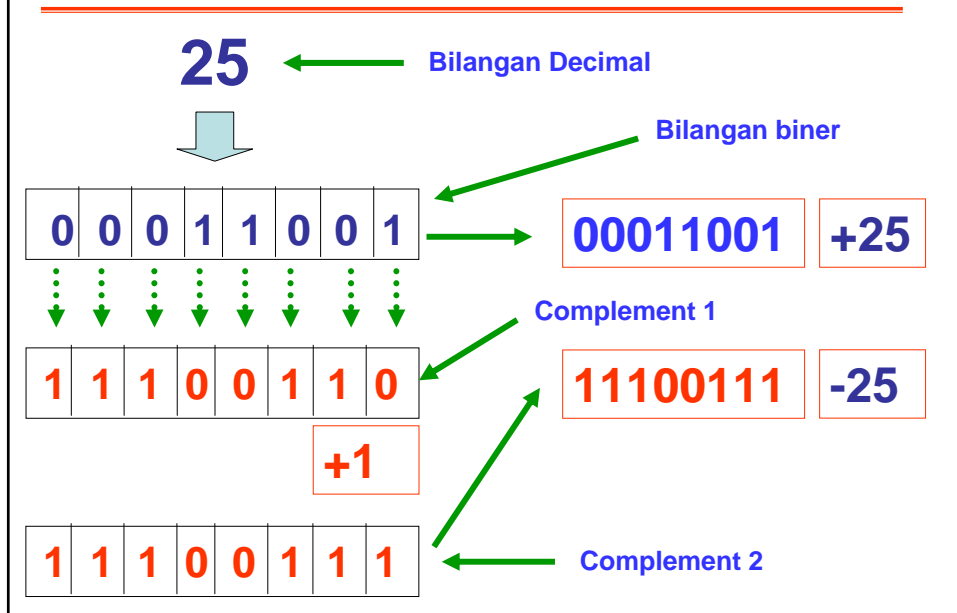 25
Bilangan Decimal
Bilangan biner
0 0 0 1 1 0 0 1
00011001 +25
Complement 1
1 1 1 0 0 1 1 0
11100111 -25
+1
1 1 1 0 0 1 1 1
Complement 2